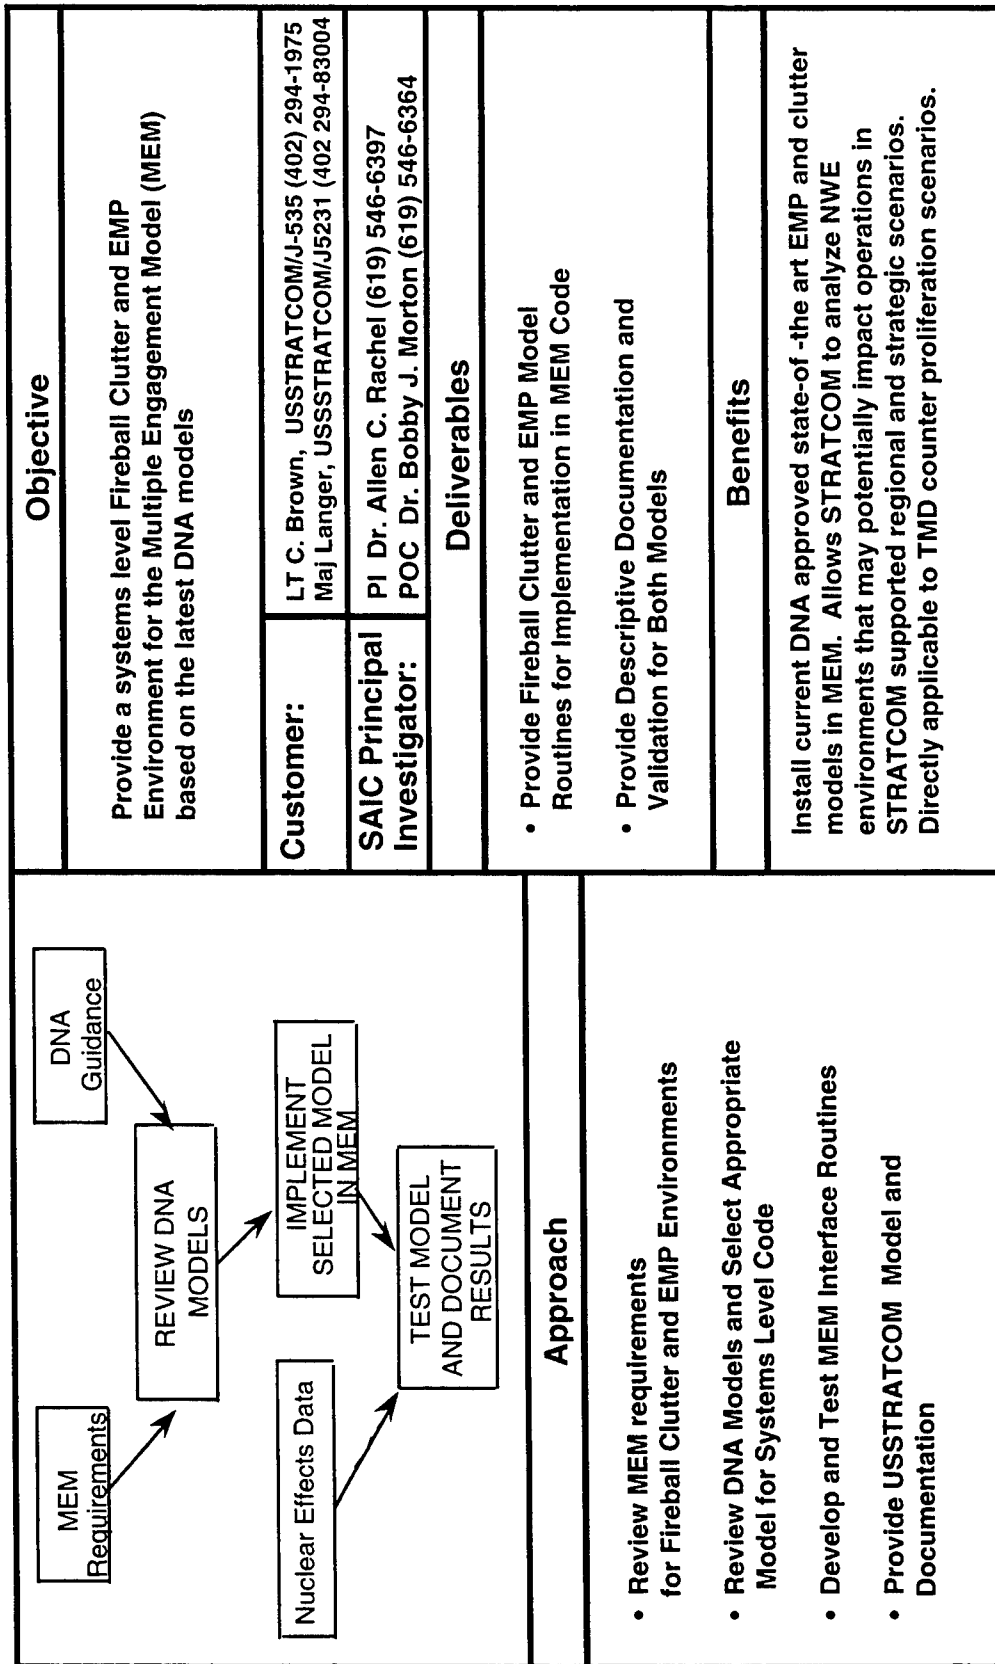 MEM
Requirements
DNA
Guidance
REVIEW DNA
MODELS
Nuclear Effects Data
IMPLEMENT
SELECTED MODEL
IN MEM
TEST MODEL
AND DOCUMENT
RESULTS
Approach
• Review MEM requirements
for Fireball Clutter and EMP Environments
• Review DNA Models and Select Appropriate
Model for Systems Level Code
• Develop and Test MEM Interface Routines
• Provide USSTRATCOM Model and
Documentation
Objective
Provide a systems level Fireball Clutter and EMP
Environment for the Multiple Engagement Model (MEM)
based on the latest DNA models
Customer:
LT C. Brown, USSTRATCOM/J-535 (402) 294-1975
Maj Langer, USSSTRATCOM/J5231 (402 294-83004
SAIC Principal
Investigator:
PI Dr. Allen C. Rachel (619) 546-6397
POC Dr. Bobby J. Morton (619) 546-6364
Deliverables
• Provide Fireball Clutter and EMP Model
Routines for Implementation in MEM Code
• Provide Descriptive Documentation and
Validation for Both Models
Benefits
Install current DNA approved state-of -the art EMP and clutter
models in MEM. Allows STRATCOM to analyze NWE
environments that may potentially impact operations in
STRATCOM supported regional and strategic scenarios.
Directly applicable to TMD counter proliferation scenarios.